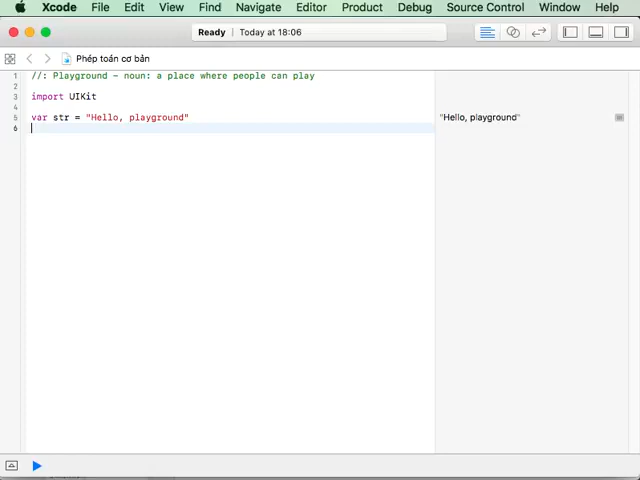 Xcode File Edit View Find Navigate Editor Product Debug Source Control Window Help
Ready Today at 18:06
Phép toán cơ bản
1 //: Playground - noun: a place where people can play
2
3 import UIKit
4
5 var str = "Hello, playground" "Hello, playground"
6